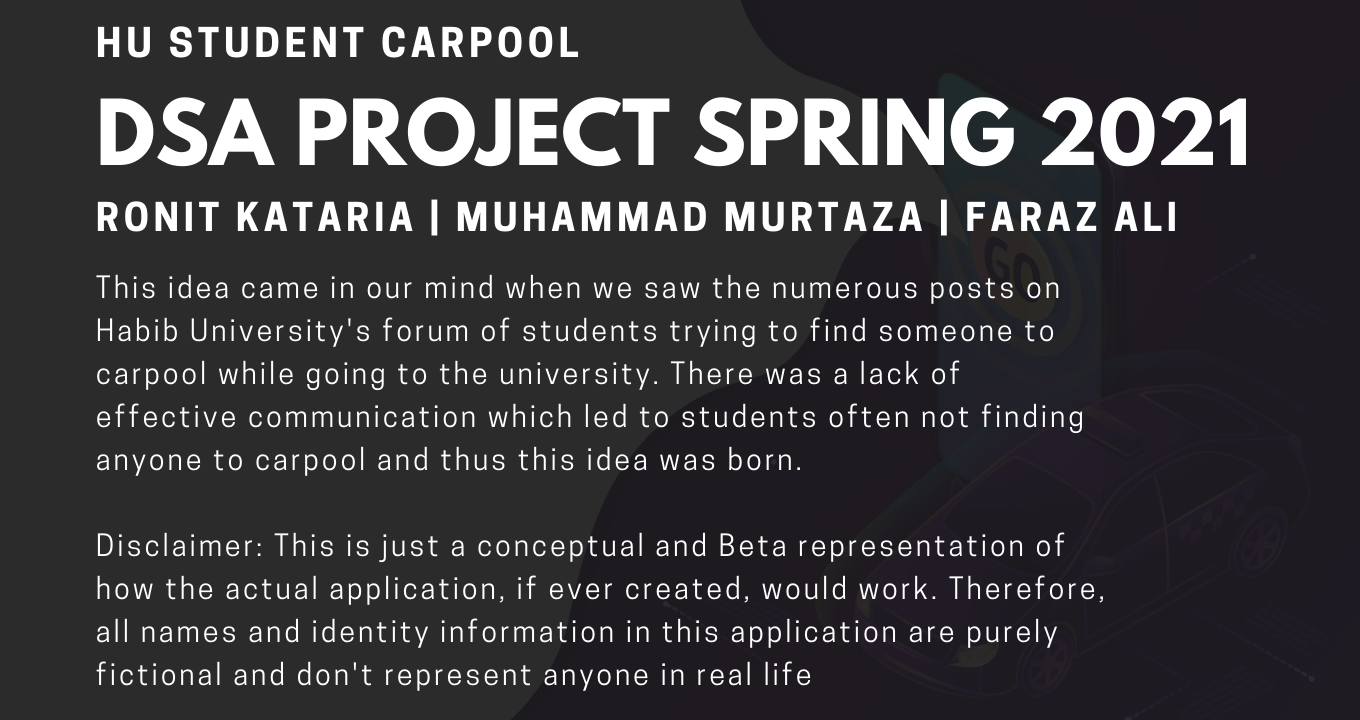 HU STUDENT CARPOOL
DSA PROJECT SPRING 2021
RONIT KATARIA | MUHAMMAD MURTAZA | FARAZ ALI
GO
This idea came in our mind when we saw the numerous posts on
Habib University's forum of students trying to find someone to
carpool while going to the university. There was a lack of
effective communication which led to students often not finding
anyone to carpool and thus this idea was born.
Disclaimer: This is just a conceptual and Beta representation of
how the actual application, if ever created, would work. Therefore,
all names and identity information in this application are purely
fictional and don't represent anyone in real life